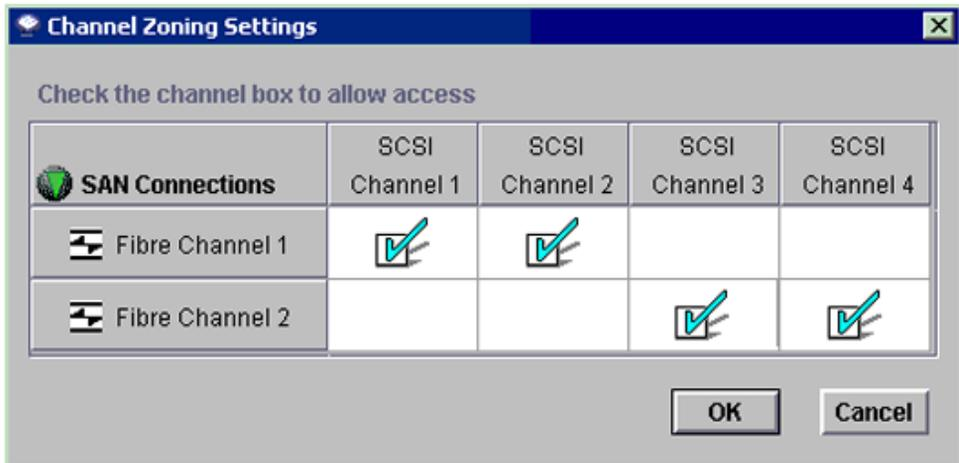 Channel Zoning Settings
Check the channel box to allow access
SAN Connections
SCSI Channel 1
SCSI Channel 2
SCSI Channel 3
SCSI Channel 4
Fibre Channel 1
Fibre Channel 2
OK
Cancel